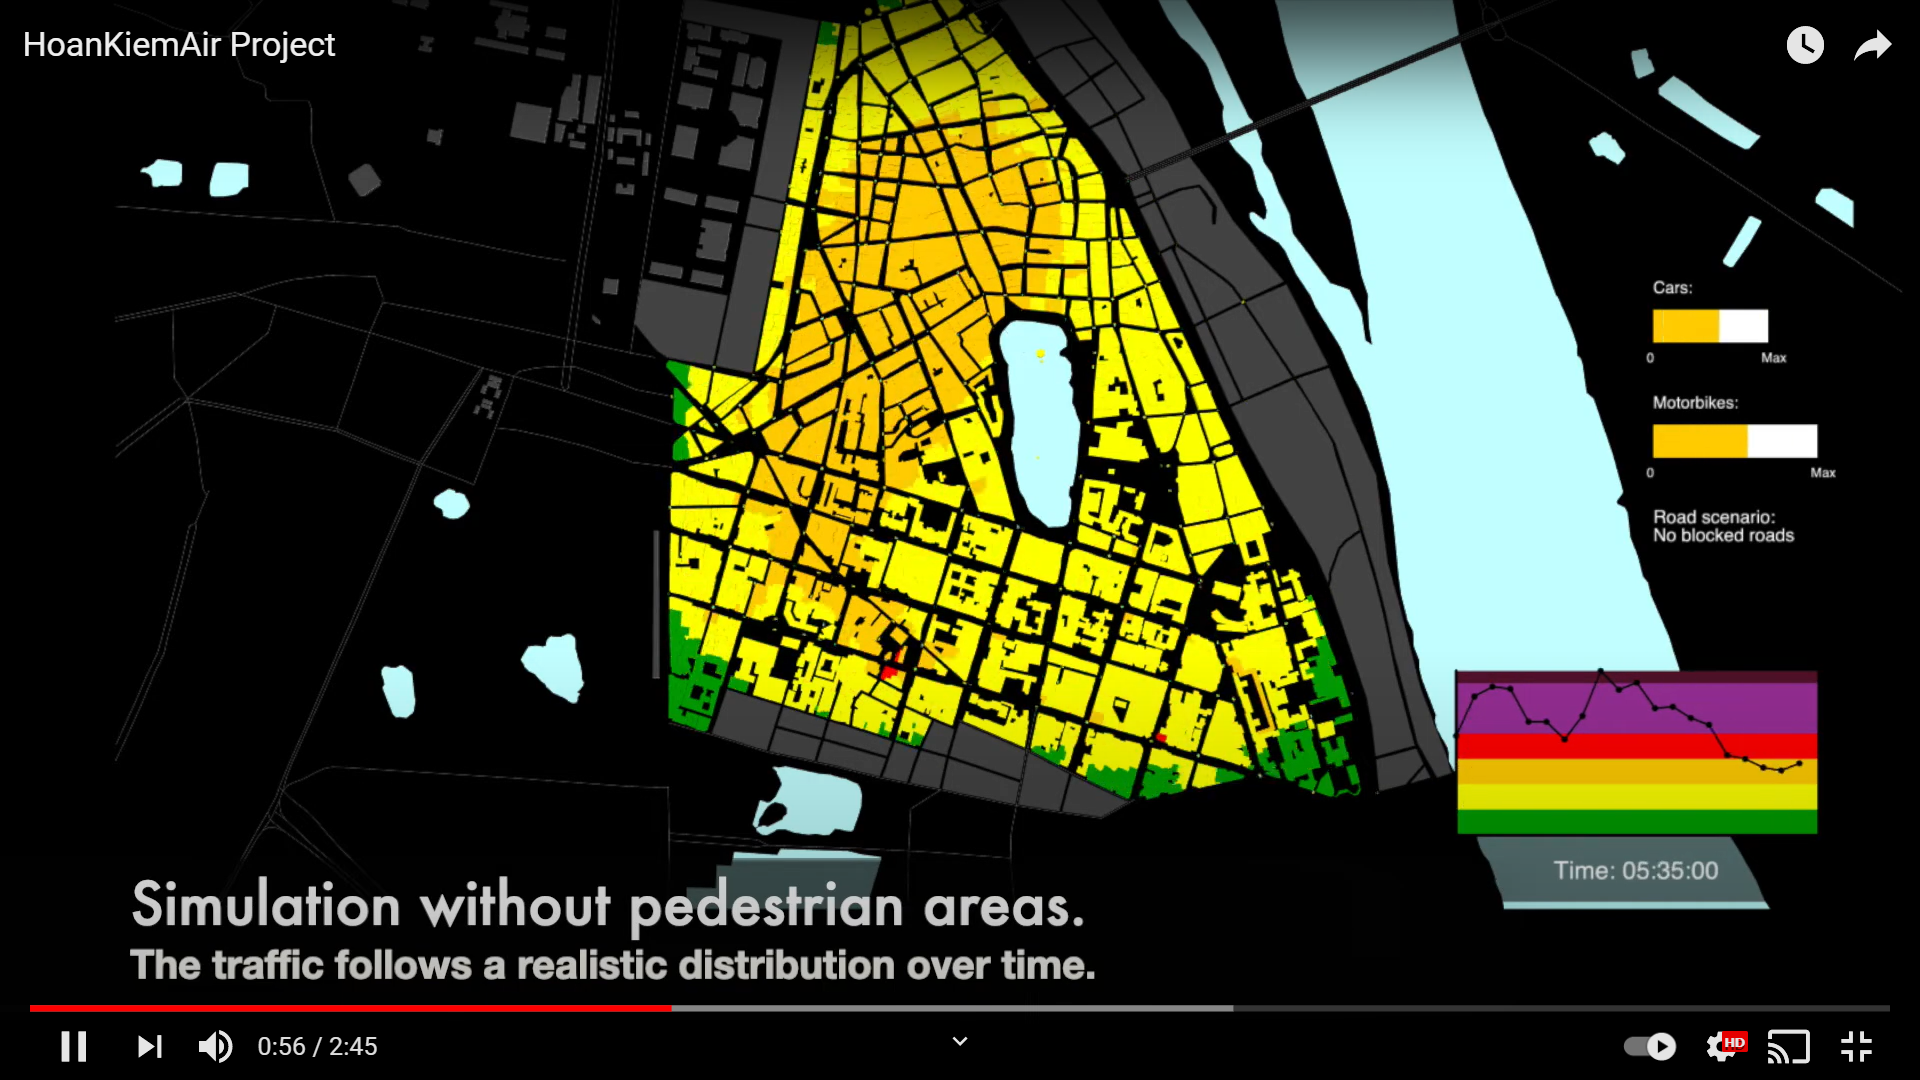 HoanKiemAir Project
Cars:
0 Max
Motorbikes:
0 Max
Road scenario:
No blocked roads
Time: 05:35:00
Simulation without pedestrian areas.
The traffic follows a realistic distribution over time.
0:56 / 2:45
HD